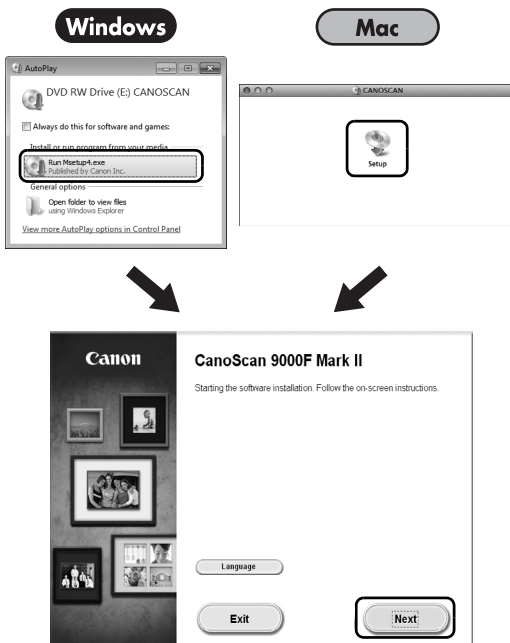 Windows
Mac
AutoPlay
DVD RW Drive (E:) CANOSCAN
Always do this for software and games:
Install or run program from your media
Run Msetup4.exe
Published by Canon Inc.
General options
Open folder to view files
using Windows Explorer
View more AutoPlay options in Control Panel
CANOSCAN
Setup
Canon
CanoScan 9000F Mark II
Starting the software installation. Follow the on-screen instructions.
Language
Exit
Next